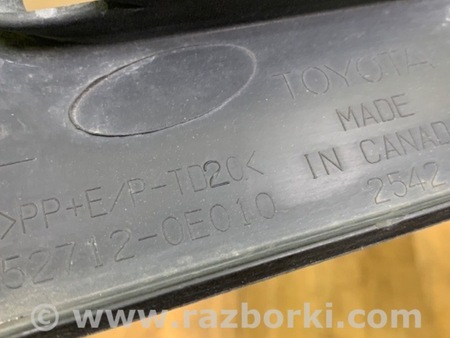 TOYOTA
MADE
IN CANADA
>PP+E/P-TD20<
2542
52712-0E010
www.razborki.com